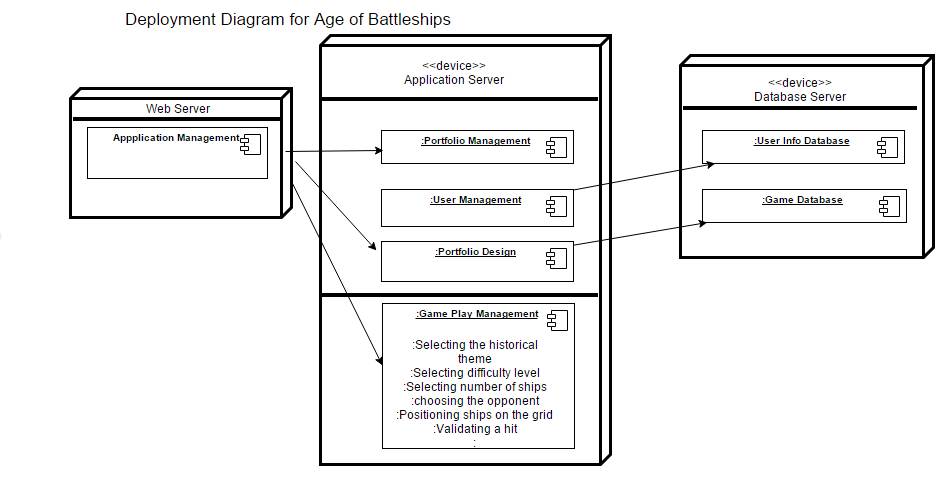 Deployment Diagram for Age of Battleships
Web Server
Appplication Management
<<device>>
Application Server
:Portfolio Management
:User Management
:Portfolio Design
:Game Play Management
:Selecting the historical
theme
:Selecting difficulty level
:Selecting number of ships
:choosing the opponent
:Positioning ships on the grid
:Validating a hit
:
<<device>>
Database Server
:User Info Database
:Game Database